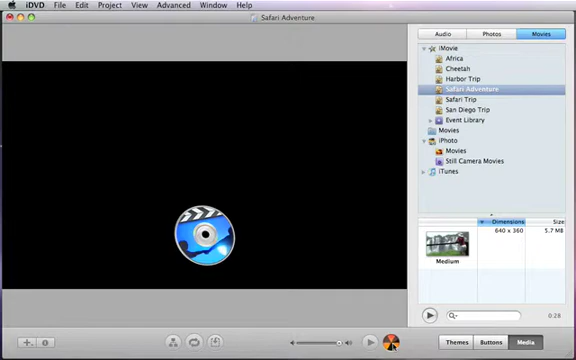 iDVD File Edit Project View Advanced Window Help
Safari Adventure
Audio Photos Movies
iMovie
Africa
Cheetah
Harbor Trip
Safari Adventure
Safari Trip
San Diego Trip
Event Library
Movies
iPhoto
Movies
Still Camera Movies
iTunes
Dimensions Size
640 x 360 5.7 MB
Medium
0:28
Themes Buttons Media